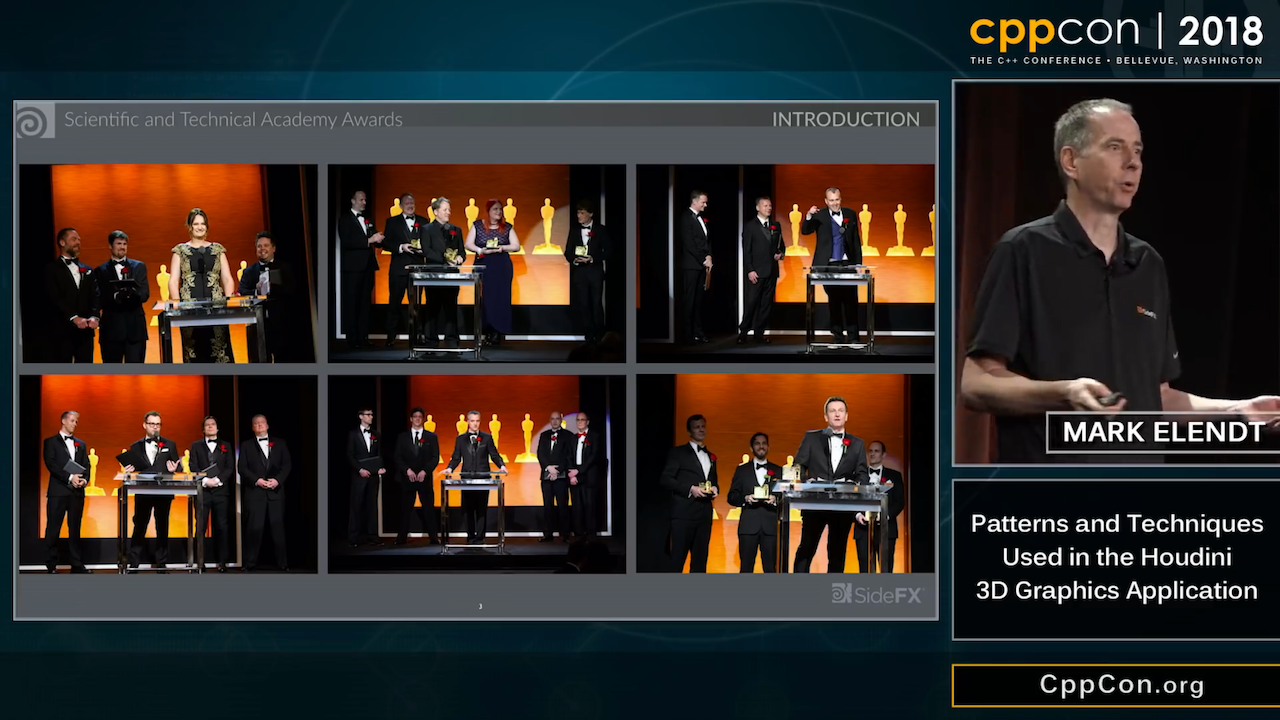 cppcon | 2018
THE C++ CONFERENCE • BELLEVUE, WASHINGTON
Scientific and Technical Academy Awards
INTRODUCTION
SideFX
MARK ELENDT
Patterns and Techniques
Used in the Houdini
3D Graphics Application
3
SideFX
CppCon.org